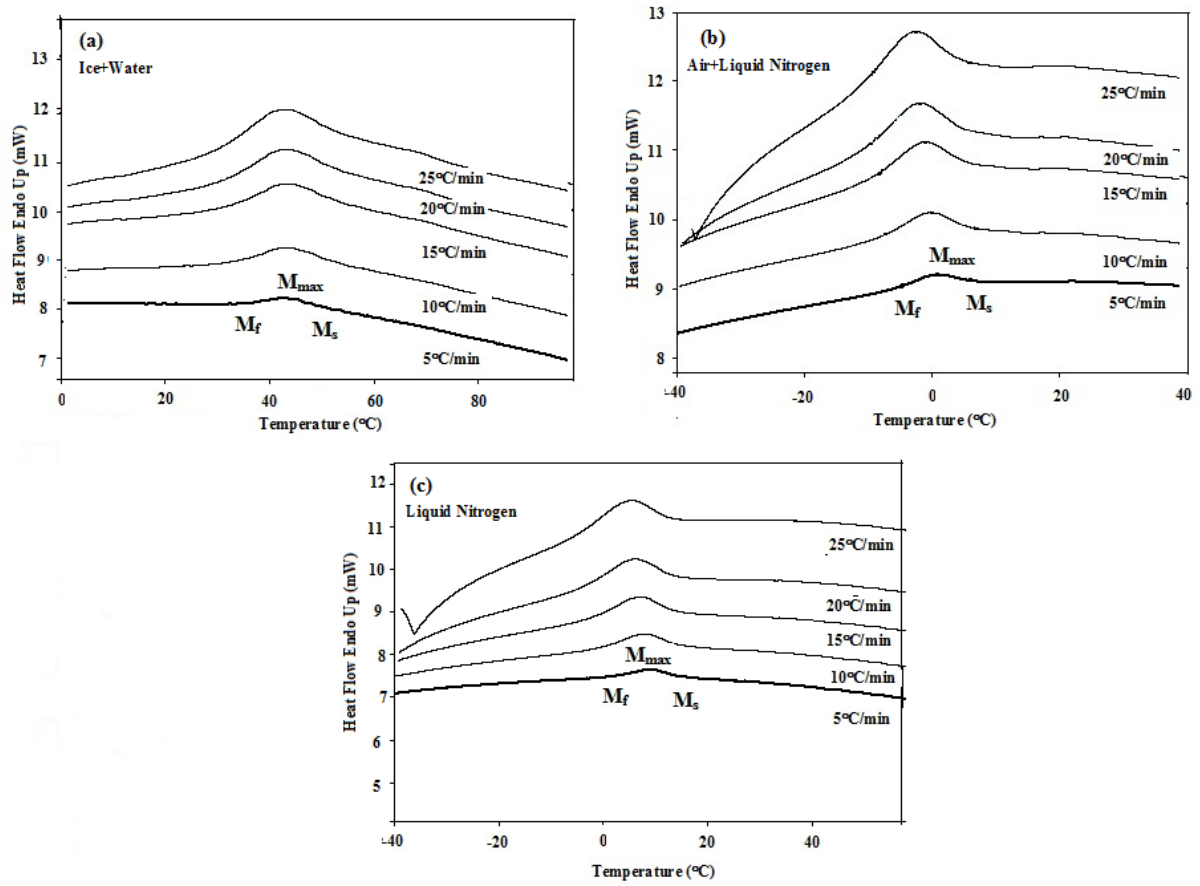 (a)
Ice+Water
Heat Flow Endo Up (mW)
13
12
11
10
9
8
7
25°C/min
20°C/min
15°C/min
10°C/min
5°C/min
Mmax
Mf
Ms
0
20
40
60
80
Temperature (°C)
(b)
Air+Liquid Nitrogen
Heat Flow Endo Up (mW)
13
12
11
10
9
8
25°C/min
20°C/min
15°C/min
10°C/min
5°C/min
Mmax
Mf
Ms
-40
-20
0
20
40
Temperature (°C)
(c)
Liquid Nitrogen
Heat Flow Endo Up (mW)
12
11
10
9
8
7
6
5
25°C/min
20°C/min
15°C/min
10°C/min
5°C/min
Mmax
Mf
Ms
-40
-20
0
20
40
Temperature (°C)